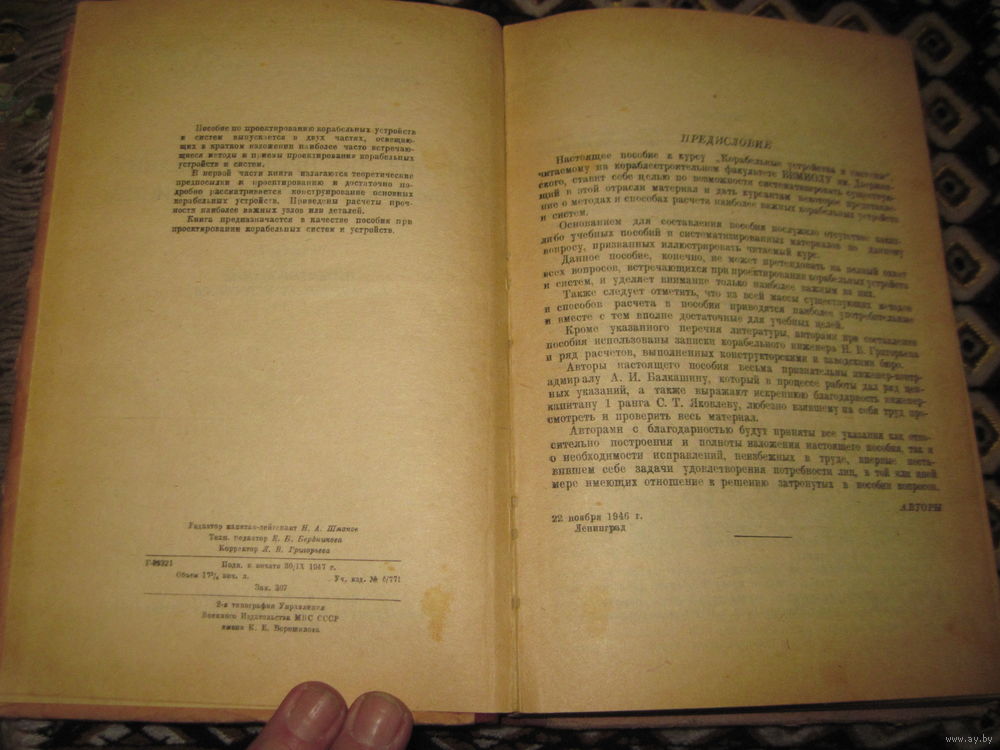 Пособие по проектированию корабельных устройств
и систем выпускается в двух частях, освещаю-
щих в кратком изложении наиболее часто встречаю-
щиеся методы и приемы проектирования корабельных
устройств и систем.
В первой части книги излагаются теоретические
предпосылки к проектированию и достаточно по-
дробно рассматривается конструирование основных
корабельных устройств. Приведены расчеты проч-
ности наиболее важных узлов или деталей.
Книга предназначается в качестве пособия при
проектировании корабельных систем и устройств.
Редактор капитан-лейтенант Н. А. Шманов
Техн. редактор Е. Б. Бердникова
Корректор Л. В. Григорьева
Подп. к печати 30/IX 1947 г.
Объем 17³/₄ печ. л. Уч. изд. № 6/771
Зак. 307
2-я типография Управления
Военного Издательства МВС СССР
имени К. Е. Ворошилова
ПРЕДИСЛОВИЕ
Настоящее пособие к курсу „Корабельные устройства и системы",
читаемому на кораблестроительном факультете ВВМИОЛУ им. Дзержин-
ского, ставит себе целью по возможности систематизировать существую-
щий в этой отрасли материал и дать курсантам некоторое представле-
ние о методах и способах расчета наиболее важных корабельных устройств
и систем.
Основанием для составления пособия послужило отсутствие каких-
либо учебных пособий и систематизированных материалов по данному
вопросу, призванных иллюстрировать читаемый курс.
Данное пособие, конечно, не может претендовать на полный охват
всех вопросов, встречающихся при проектировании корабельных устройств
и систем, и уделяет внимание только наиболее важным из них.
Также следует отметить, что из всей массы существующих методов
и способов расчета в пособии приводятся наиболее употребительные
и вместе с тем вполне достаточные для учебных целей.
Кроме указанного перечня литературы, авторами при составлении
пособия использованы записки корабельного инженера Н. В. Григорьева
и ряд расчетов, выполненных конструкторскими и заводскими бюро.
Авторы настоящего пособия весьма признательны инженер-контр-
адмиралу А. И. Балкашину, который в процессе работы дал ряд цен-
ных указаний, а также выражают искреннюю благодарность инженер-
капитану 1 ранга С. Т. Яковлеву, любезно взявшему на себя труд про-
смотреть и проверить весь материал.
Авторами с благодарностью будут приняты все указания как отно-
сительно построения и полноты изложения настоящего пособия, так и
о необходимости исправлений, неизбежных в труде, впервые поста-
вившем себе задачи удовлетворения потребности лиц, в той или иной
мере имеющих отношение к решению затронутых в пособии вопросов.
АВТОРЫ
22 ноября 1946 г.
Ленинград
www.ay.by